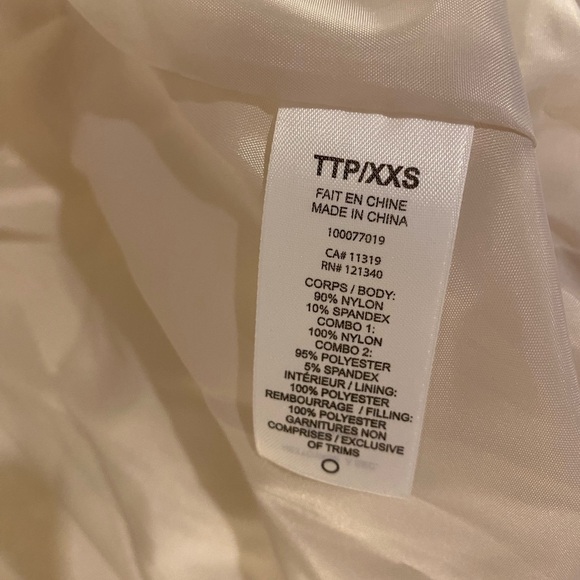 TTP/XXS
FAIT EN CHINE
MADE IN CHINA
100077019
CA# 11319
RN# 121340
CORPS / BODY:
90% NYLON
10% SPANDEX
COMBO 1:
100% NYLON
COMBO 2:
95% POLYESTER
5% SPANDEX
INTÉRIEUR / LINING:
100% POLYESTER
REMBOURRAGE / FILLING:
100% POLYESTER
GARNITURES NON
COMPRISES / EXCLUSIVE
OF TRIMS